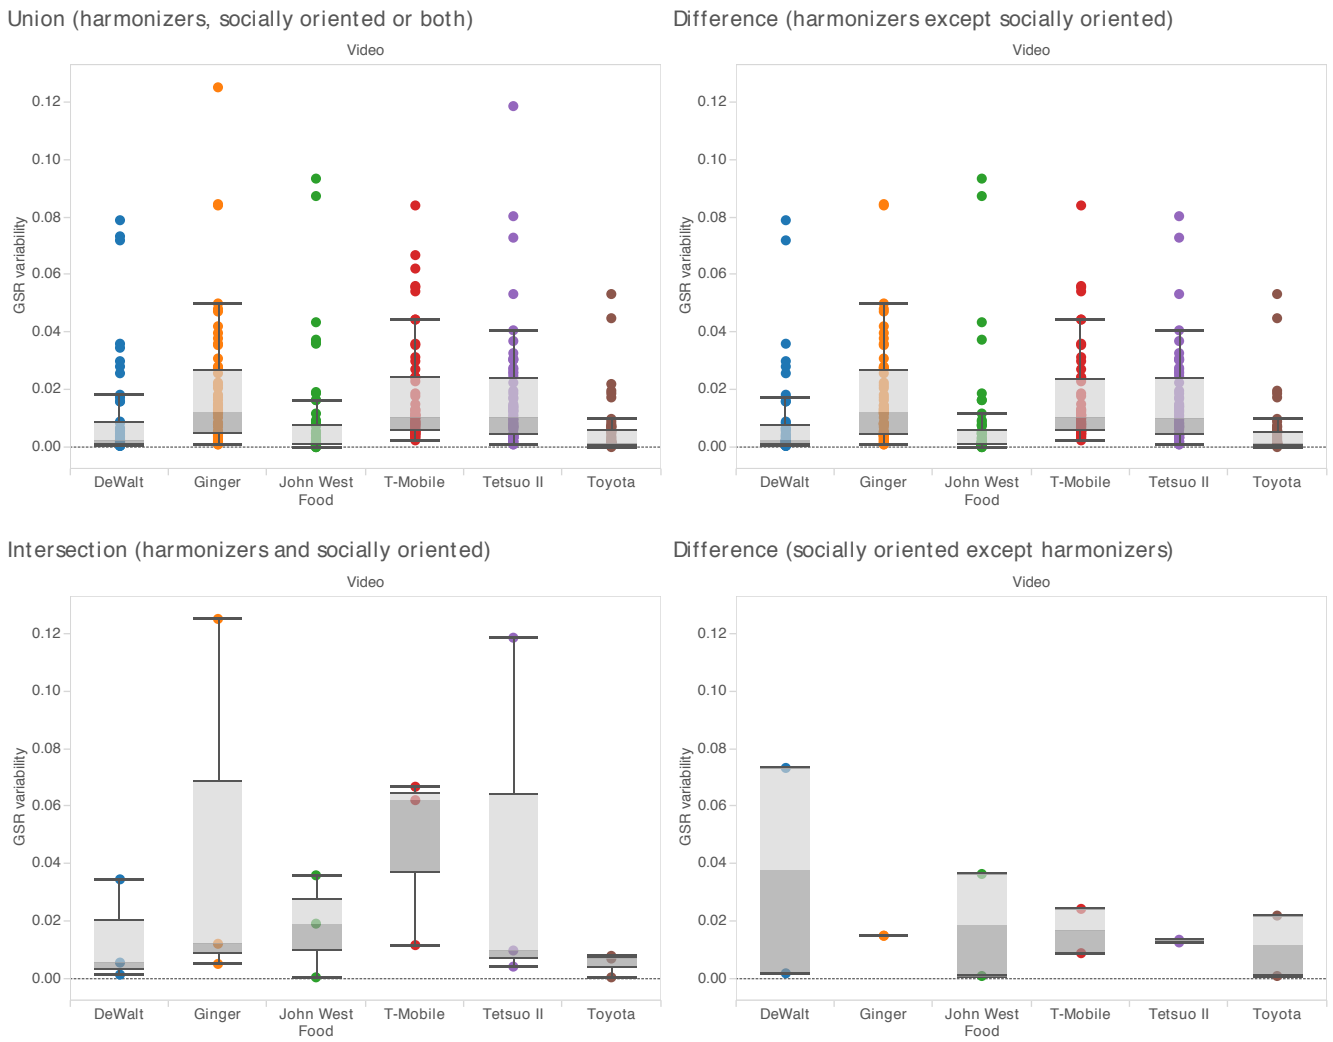 Union (harmonizers, socially oriented or both)
Video
0.12
0.10
0.08
0.06
0.04
0.02
0.00
GSR variability
DeWalt
Ginger
John West
Food
T-Mobile
Tetsuo II
Toyota
Difference (harmonizers except socially oriented)
Video
0.12
0.10
0.08
0.06
0.04
0.02
0.00
GSR variability
DeWalt
Ginger
John West
Food
T-Mobile
Tetsuo II
Toyota
Intersection (harmonizers and socially oriented)
Video
0.12
0.10
0.08
0.06
0.04
0.02
0.00
GSR variability
DeWalt
Ginger
John West
Food
T-Mobile
Tetsuo II
Toyota
Difference (socially oriented except harmonizers)
Video
0.12
0.10
0.08
0.06
0.04
0.02
0.00
GSR variability
DeWalt
Ginger
John West
Food
T-Mobile
Tetsuo II
Toyota